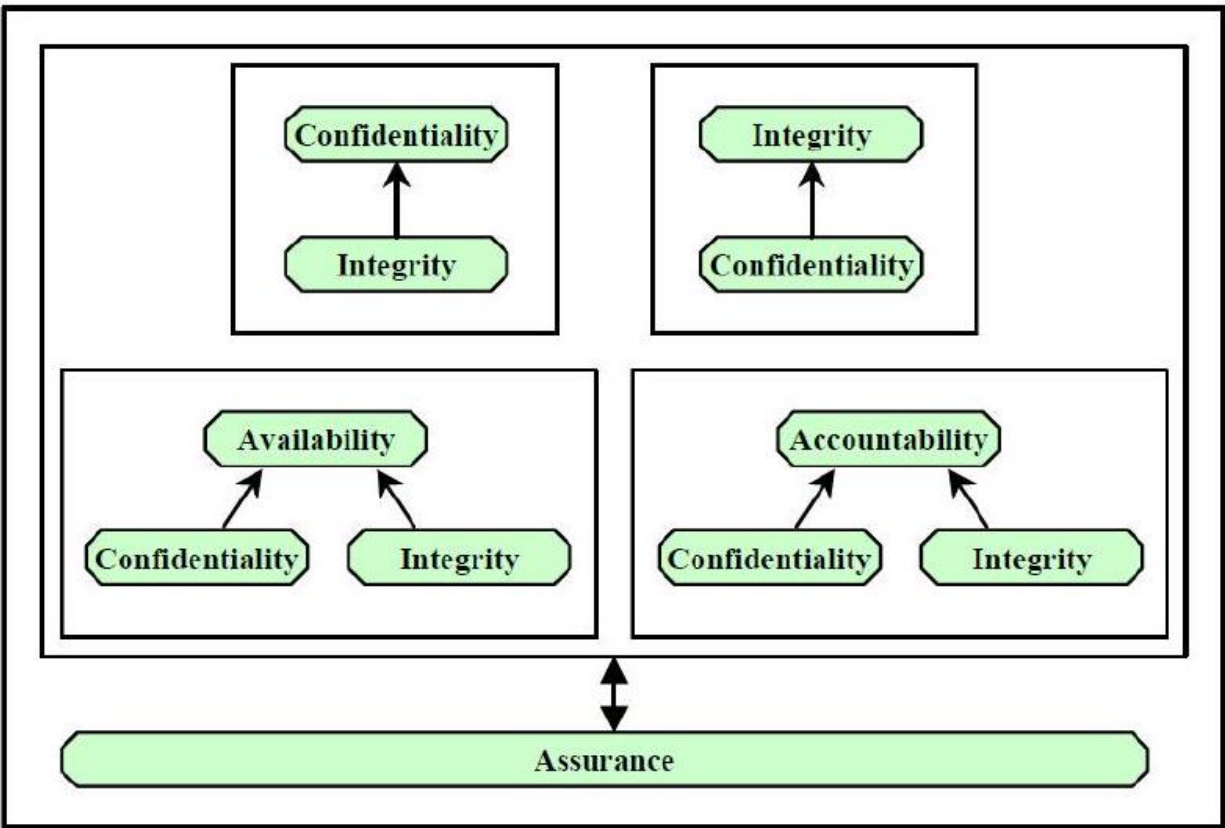 Confidentiality
Integrity
Integrity
Confidentiality
Availability
Confidentiality
Integrity
Accountability
Confidentiality
Integrity
Assurance